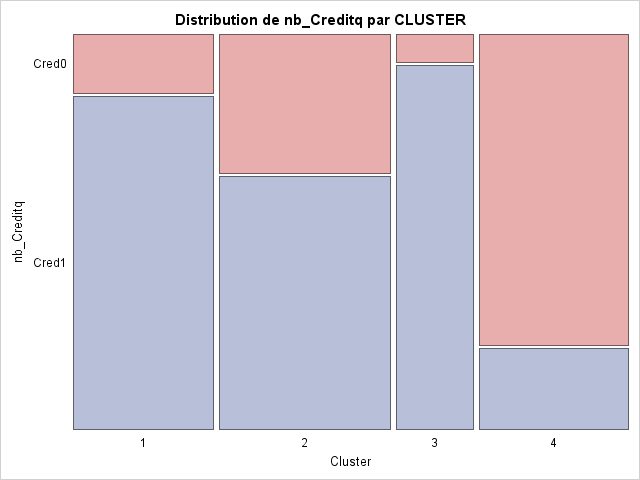 Distribution de nb_Creditq par CLUSTER
Cred0
nb_Creditq
Cred1
1 2 3 4
Cluster